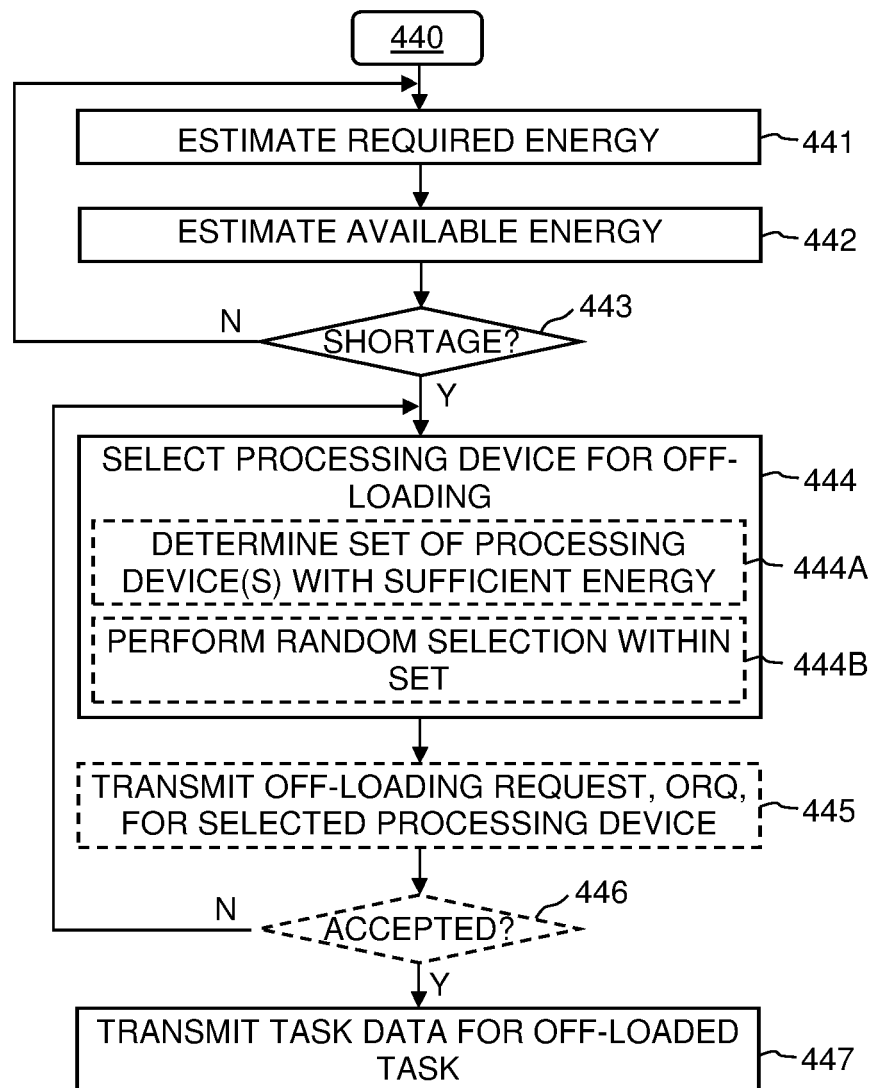 440
ESTIMATE REQUIRED ENERGY
441
ESTIMATE AVAILABLE ENERGY
442
443
N
SHORTAGE?
Y
SELECT PROCESSING DEVICE FOR OFF-
LOADING
444
DETERMINE SET OF PROCESSING
DEVICE(S) WITH SUFFICIENT ENERGY
444A
PERFORM RANDOM SELECTION WITHIN
SET
444B
TRANSMIT OFF-LOADING REQUEST, ORQ,
FOR SELECTED PROCESSING DEVICE
445
446
N
ACCEPTED?
Y
TRANSMIT TASK DATA FOR OFF-LOADED
TASK
447